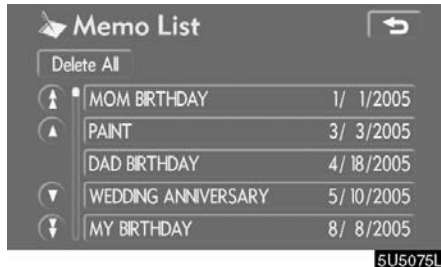 Memo List
Delete All
MOM BIRTHDAY 1/ 1/2005
PAINT 3/ 3/2005
DAD BIRTHDAY 4/18/2005
WEDDING ANNIVERSARY 5/10/2005
MY BIRTHDAY 8/ 8/2005
5U5075L